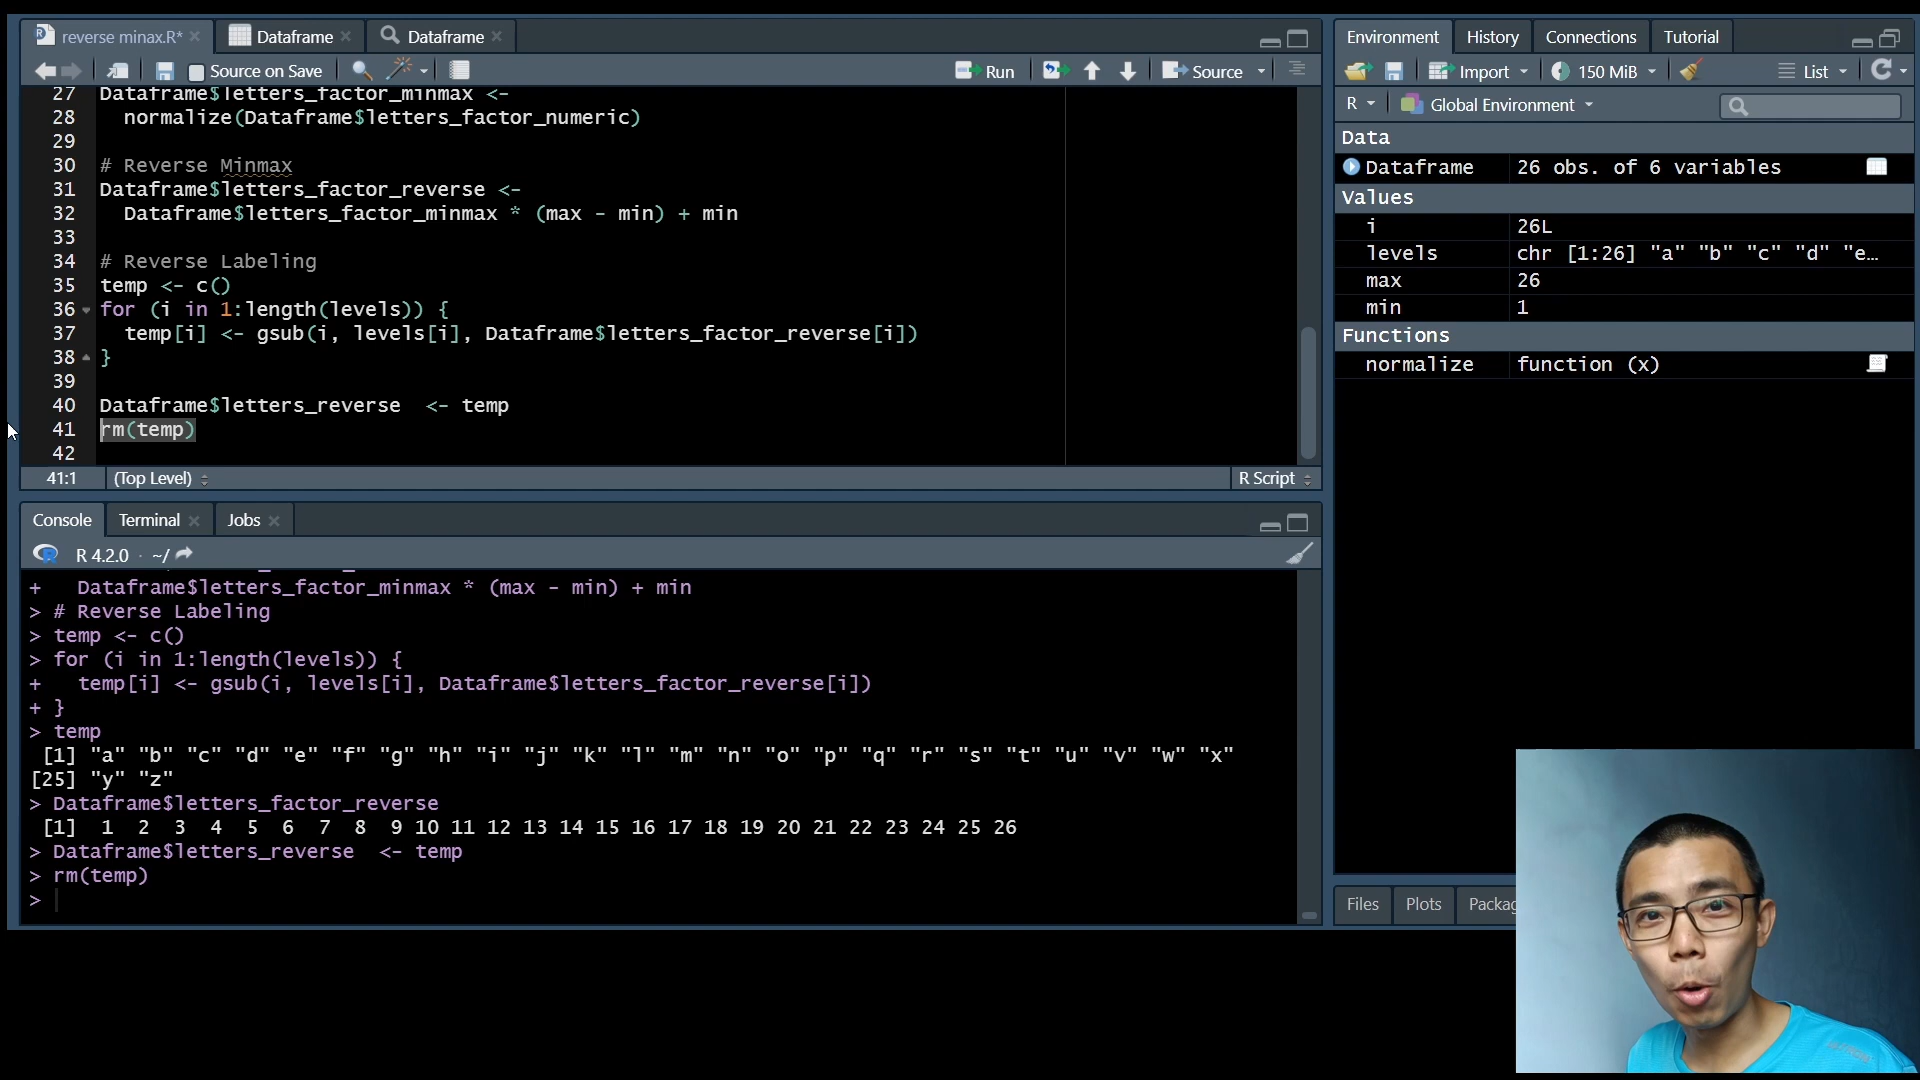 reverse minax.R*
Dataframe
Dataframe
Source on Save
Run
Source
27 Dataframe$letters_factor_minmax <-
28 normalize(Dataframe$letters_factor_numeric)
29
30 # Reverse Minmax
31 Dataframe$letters_factor_reverse <-
32 Dataframe$letters_factor_minmax * (max - min) + min
33
34 # Reverse Labeling
35 temp <- c()
36 for (i in 1:length(levels)) {
37 temp[i] <- gsub(i, levels[i], Dataframe$letters_factor_reverse[i])
38 }
39
40 Dataframe$letters_reverse  <- temp
41 rm(temp)
42
41:1 (Top Level) R Script
Console Terminal Jobs
R 4.2.0 · ~/
+   Dataframe$letters_factor_minmax * (max - min) + min
> # Reverse Labeling
> temp <- c()
> for (i in 1:length(levels)) {
+   temp[i] <- gsub(i, levels[i], Dataframe$letters_factor_reverse[i])
+ }
> temp
[1] "a" "b" "c" "d" "e" "f" "g" "h" "i" "j" "k" "l" "m" "n" "o" "p" "q" "r" "s" "t" "u" "v" "w" "x"
[25] "y" "z"
> Dataframe$letters_factor_reverse
[1]  1  2  3  4  5  6  7  8  9 10 11 12 13 14 15 16 17 18 19 20 21 22 23 24 25 26
> Dataframe$letters_reverse  <- temp
> rm(temp)
>
Environment History Connections Tutorial
Import 150 MiB List
R Global Environment
Data
Dataframe 26 obs. of 6 variables
Values
i 26L
levels chr [1:26] "a" "b" "c" "d" "e…
max 26
min 1
Functions
normalize function (x)
Files Plots Packag